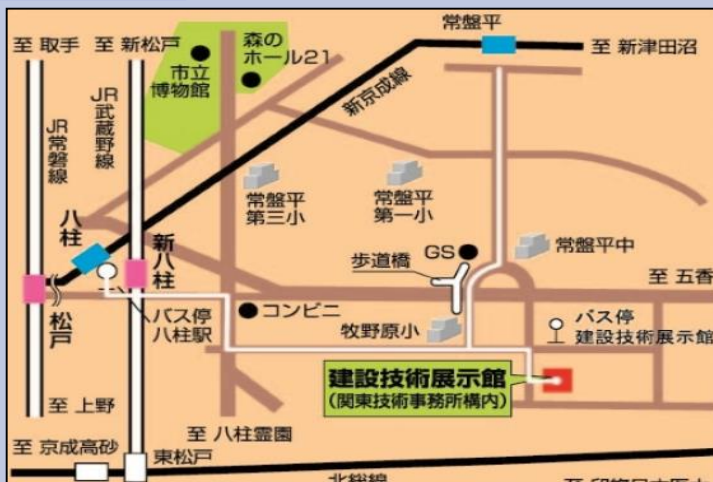 常盤平
至 取手
至 新松戸
森の
ホール21
市立
博物館
至 新津田沼
新京成線
JR常磐線
JR武蔵野線
常盤平
第三小
常盤平
第一小
八柱
新八柱
GS
常盤平中
歩道橋
至 五香
松戸
バス停
八柱駅
コンビニ
牧野原小
バス停
建設技術展示館
建設技術展示館
(関東技術事務所構内)
至 上野
至 八柱霊園
至 京成高砂
東松戸
北総線